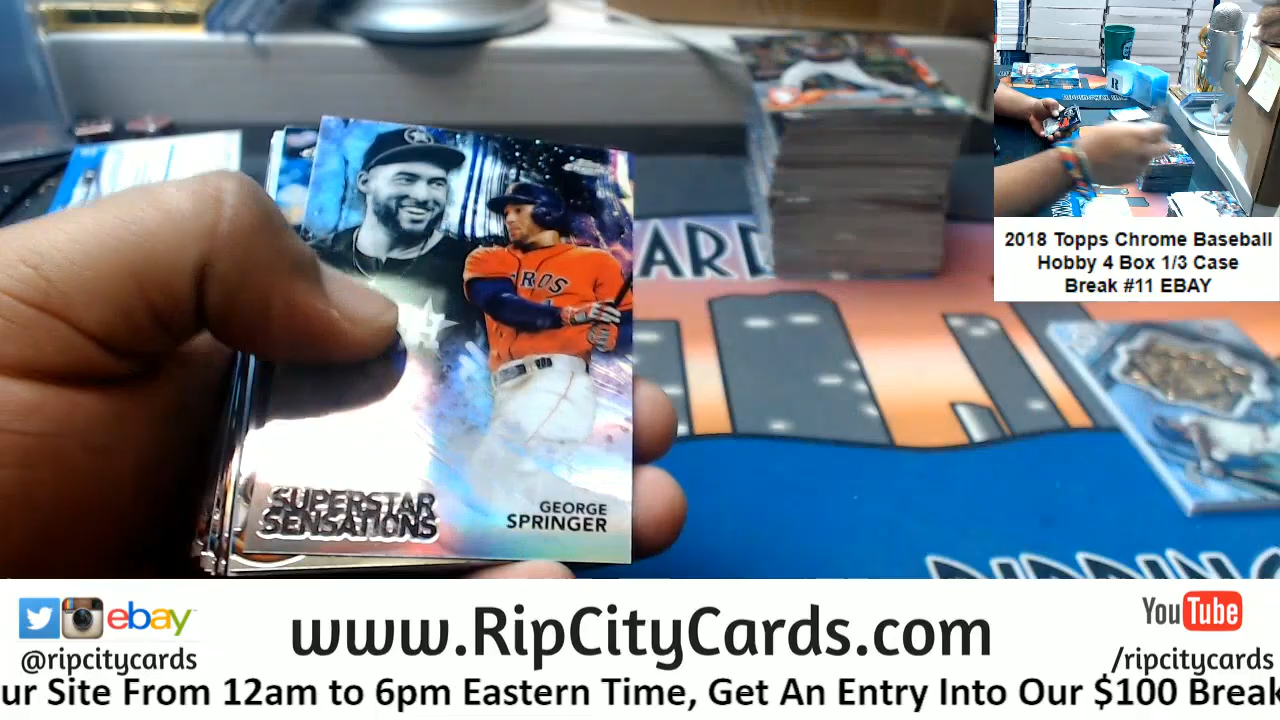 SUPERSTAR
SENSATIONS
GEORGE
SPRINGER
ROS
ARD
2018 Topps Chrome Baseball
Hobby 4 Box 1/3 Case
Break #11 EBAY
ebay
@ripcitycards
www.RipCityCards.com
YouTube
/ripcitycards
ur Site From 12am to 6pm Eastern Time, Get An Entry Into Our $100 Break